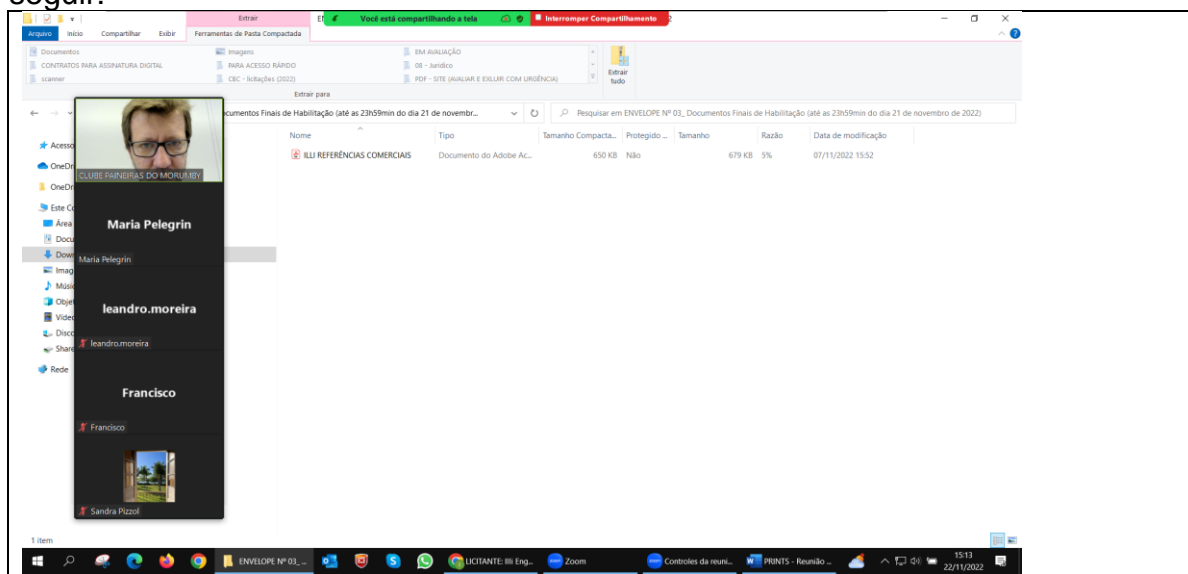 seguir:
Extrair
Você está compartilhando a tela
Interromper Compartilhamento
Arquivo Início Compartilhar Exibir Ferramentas de Pasta Compactada
Documentos Imagens EM AVALIAÇÃO
CONTRATOS PARA ASSINATURA DIGITAL PARA ACESSO RÁPIDO 08 - Jurídico
scanner CBC - licitações (2022) PDF - SITE (AVALIAR E EXLUIR COM URGÊNCIA)
Extrair tudo
Extrair para
ocumentos Finais de Habilitação (até as 23h59min do dia 21 de novembr...
Pesquisar em ENVELOPE Nº 03_ Documentos Finais de Habilitação (até as 23h59min do dia 21 de novembro de 2022)
Nome Tipo Tamanho Compacta... Protegido ... Tamanho Razão Data de modificação
ILLI REFERÊNCIAS COMERCIAIS Documento do Adobe Ac... 650 KB Não 679 KB 5% 07/11/2022 15:52
Acesso
OneDr
OneDr
Este Co
Área
Docu
Dow
Imag
Músic
Objet
Vídeo
Disco
Share
Rede
CLUBE PAINEIRAS DO MORUMBY
Maria Pelegrin
Maria Pelegrin
leandro.moreira
leandro.moreira
Francisco
Francisco
Sandra Pizzol
1 item
ENVELOPE Nº 03_... LICITANTE: Illi Eng... Zoom Controles da reuni... PRINTS - Reunião ... 15:13
22/11/2022